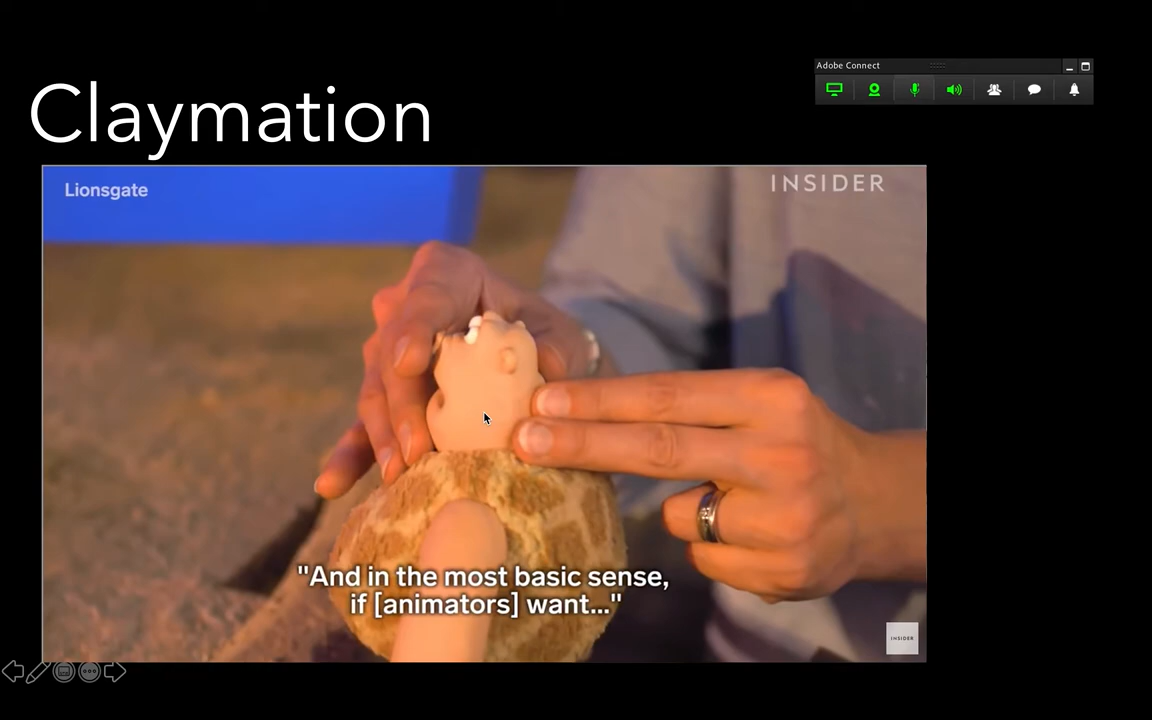 Adobe Connect
Claymation
Lionsgate
INSIDER
"And in the most basic sense,
if [animators] want..."
INSIDER